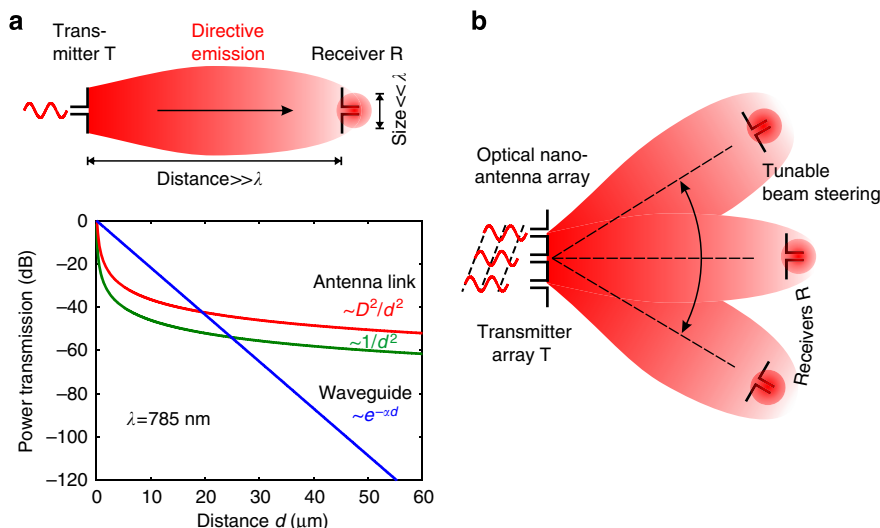 a
Trans-
mitter T
Directive
emission
Receiver R
Size<<λ
Distance>>λ
Power transmission (dB)
0
−20
−40
−60
−80
−100
−120
Antenna link
~D²/d²
~1/d²
Waveguide
~e⁻ᵅᵈ
λ=785 nm
0
10
20
30
40
50
60
Distance d (μm)
b
Optical nano-
antenna array
Tunable
beam steering
Transmitter
array T
Receivers R